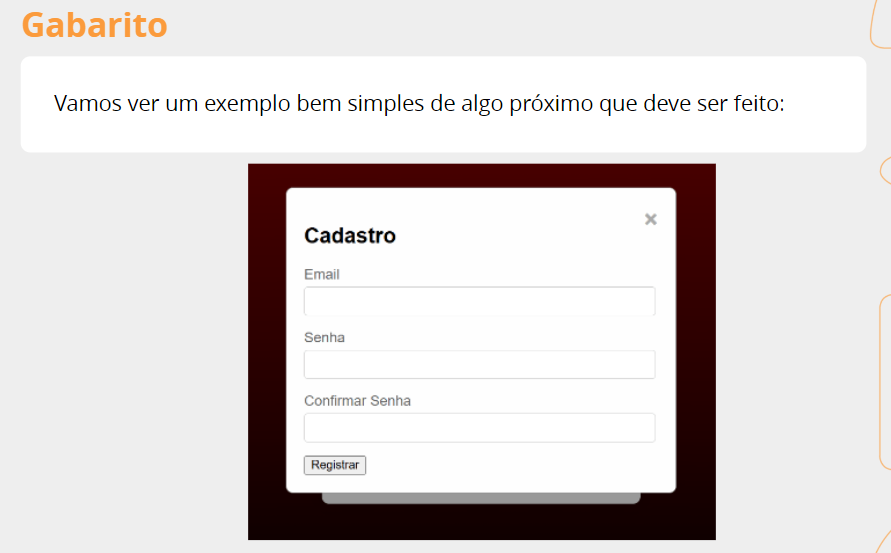 Gabarito
Vamos ver um exemplo bem simples de algo próximo que deve ser feito:
Cadastro
Email
Senha
Confirmar Senha
Registrar